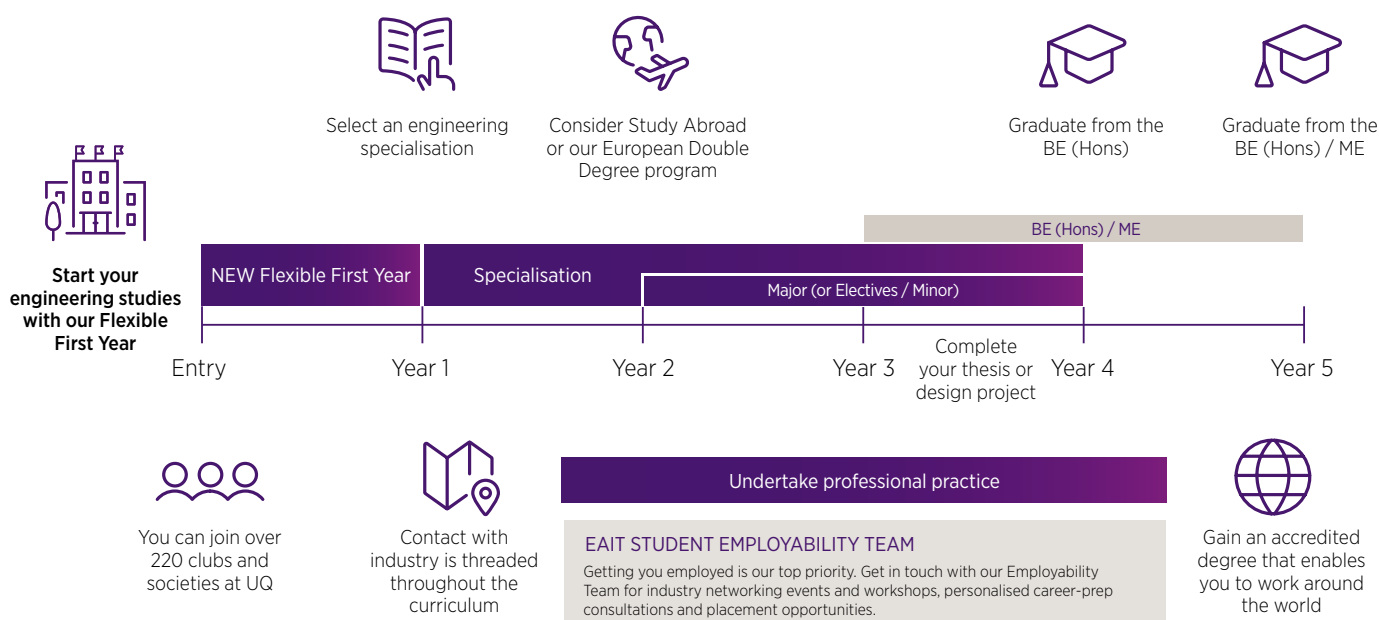 Select an engineering
specialisation
Consider Study Abroad
or our European Double
Degree program
Graduate from the
BE (Hons)
Graduate from the
BE (Hons) / ME
Start your
engineering studies
with our Flexible
First Year
BE (Hons) / ME
NEW Flexible First Year
Specialisation
Major (or Electives / Minor)
Entry
Year 1
Year 2
Year 3
Complete
your thesis or
design project
Year 4
Year 5
You can join over
220 clubs and
societies at UQ
Contact with
industry is threaded
throughout the
curriculum
Undertake professional practice
EAIT STUDENT EMPLOYABILITY TEAM
Getting you employed is our top priority. Get in touch with our Employability
Team for industry networking events and workshops, personalised career-prep
consultations and placement opportunities.
Gain an accredited
degree that enables
you to work around
the world